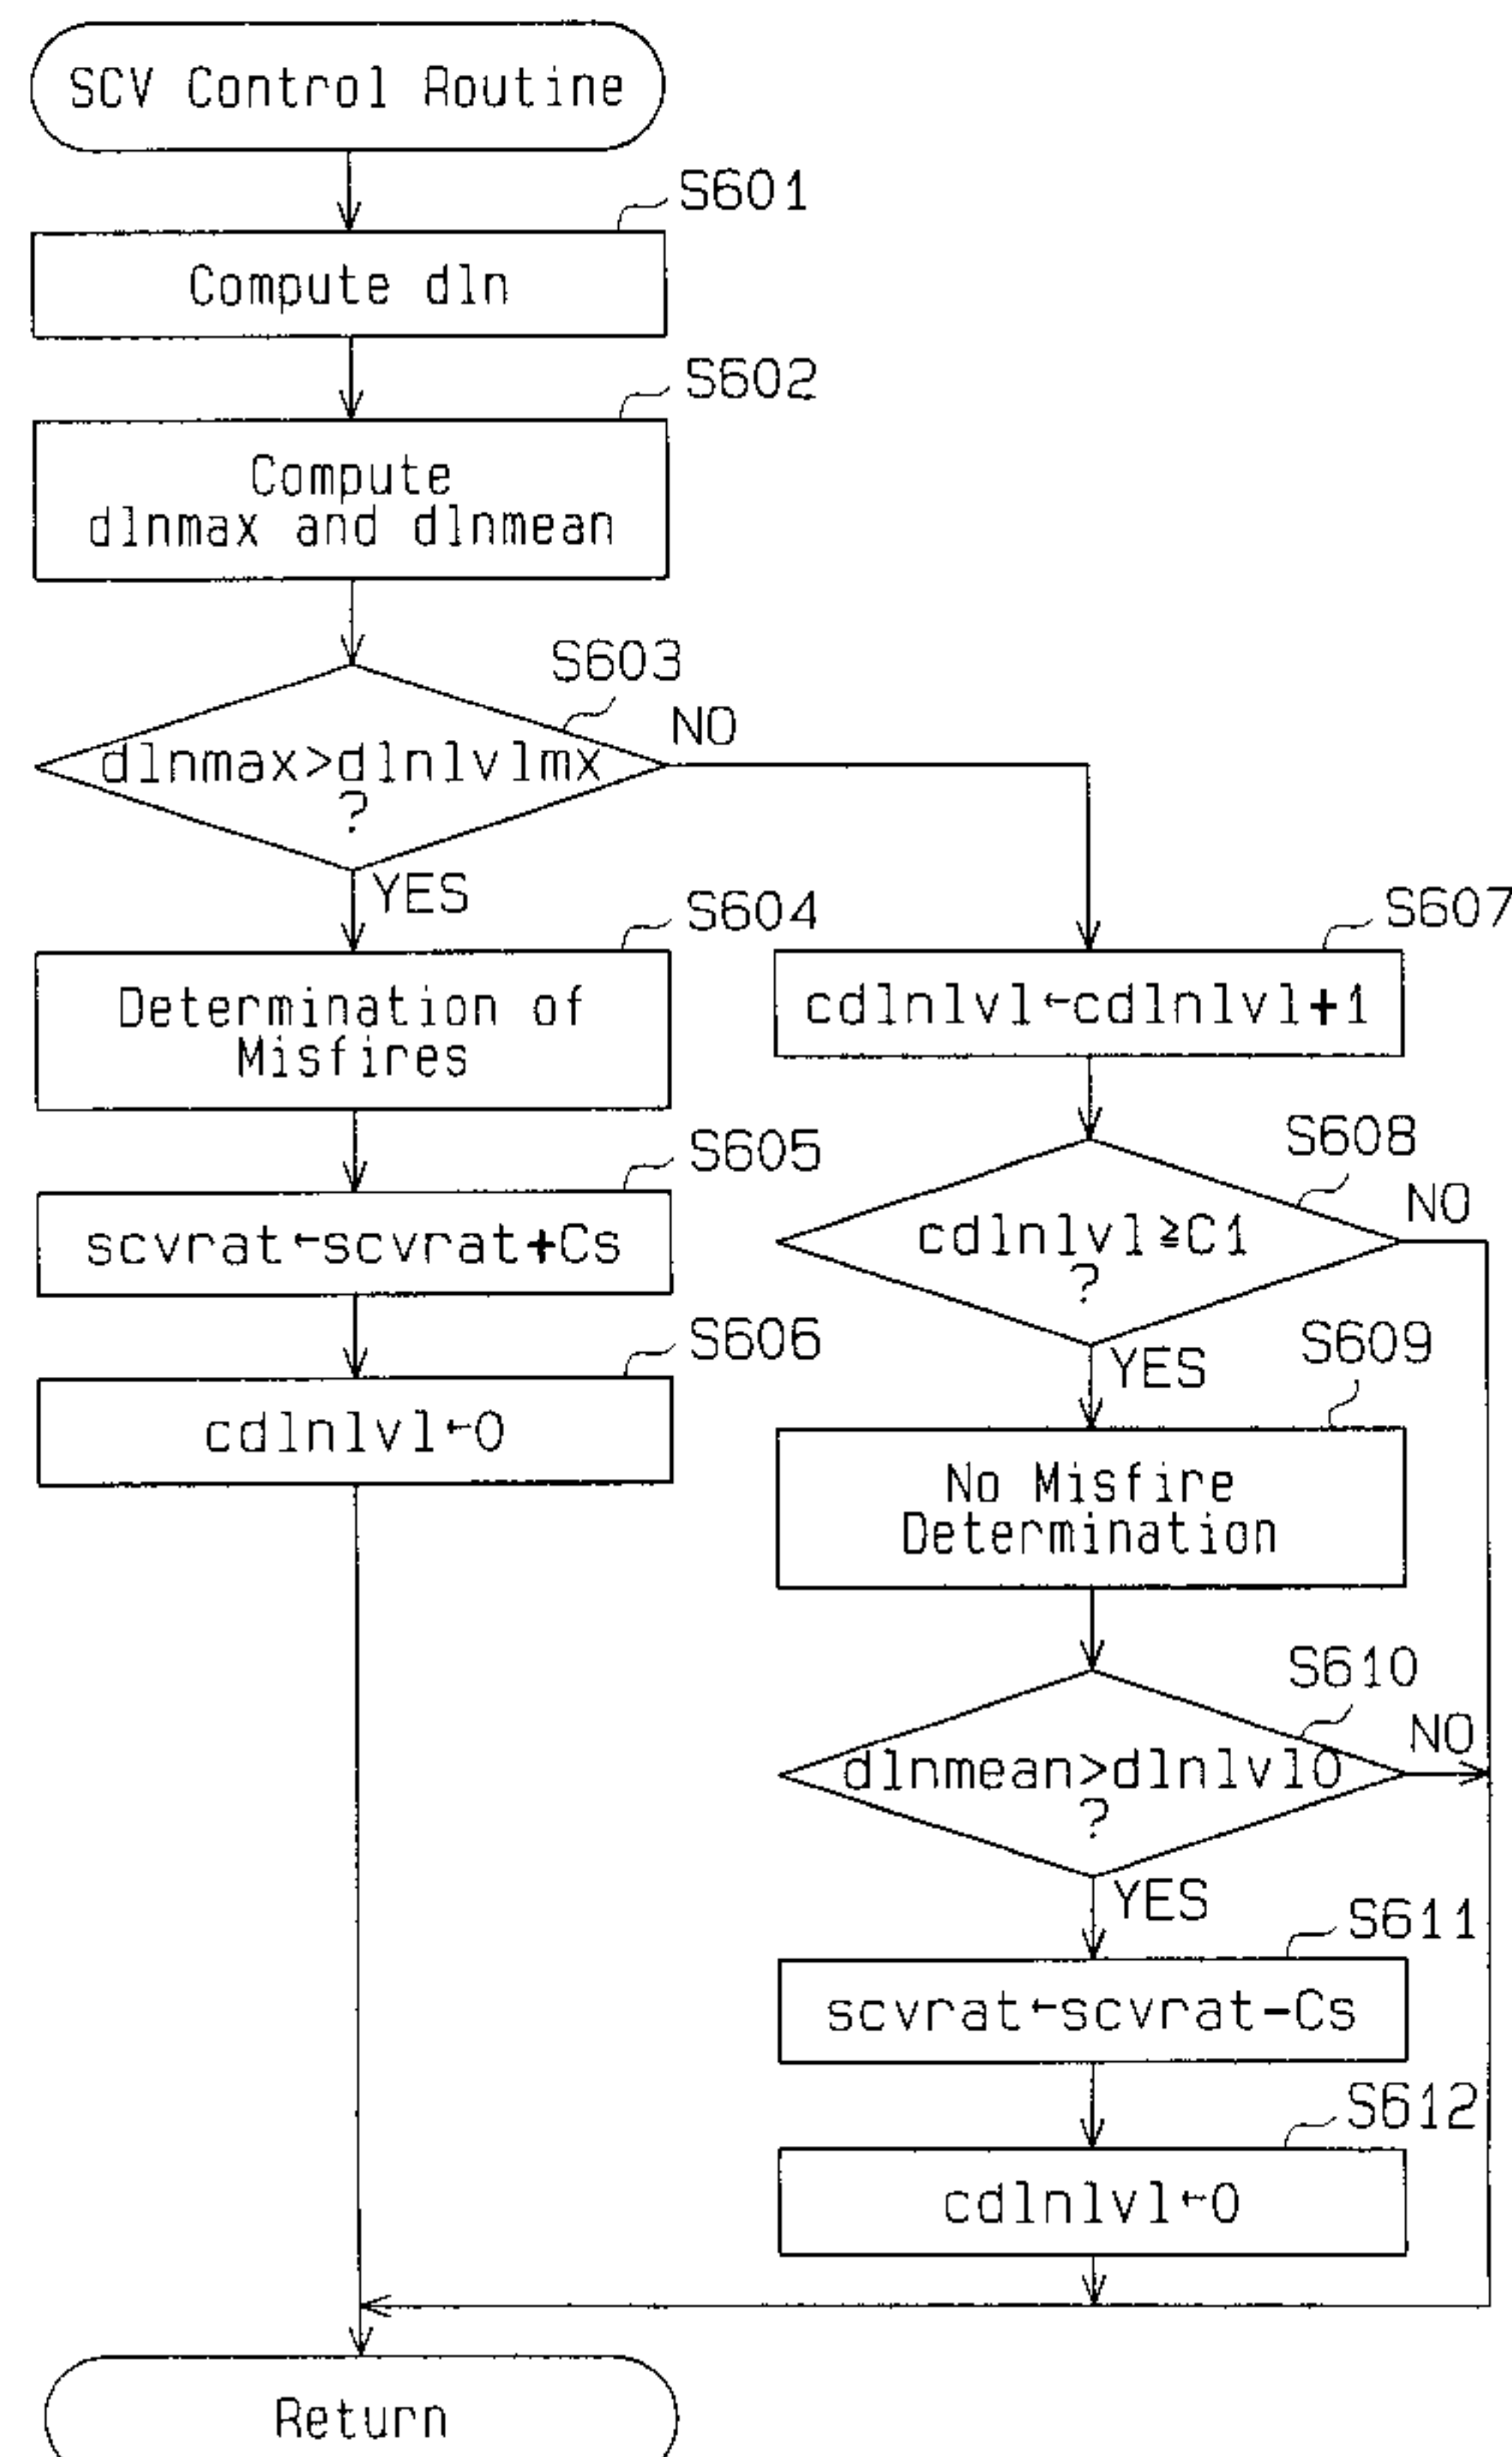 SCV Control Routine
S601
Compute dln
S602
Compute
dlnmax and dlnmean
S603
dlnmax>dlnlvlmx
?
NO
YES
S604
Determination of
Misfires
S605
scvrat←scvrat+Cs
S606
cdlnlvl←0
S607
cdlnlvl←cdlnlvl+1
S608
cdlnlvl≧C1
?
NO
YES
S609
No Misfire
Determination
S610
dlnmean>dlnlvl0
?
NO
YES
S611
scvrat←scvrat-Cs
S612
cdlnlvl←0
Return